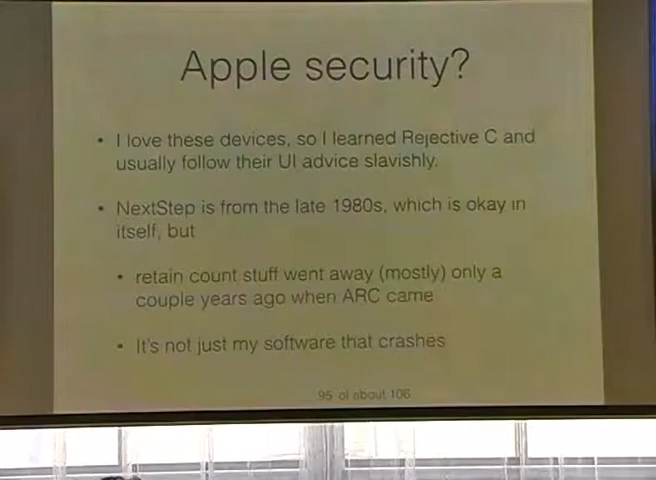 Apple security?
• I love these devices, so I learned Rejective C and
usually follow their UI advice slavishly.
• NextStep is from the late 1980s, which is okay in
itself, but
• retain count stuff went away (mostly) only a
couple years ago when ARC came
• It's not just my software that crashes
95 of about 106